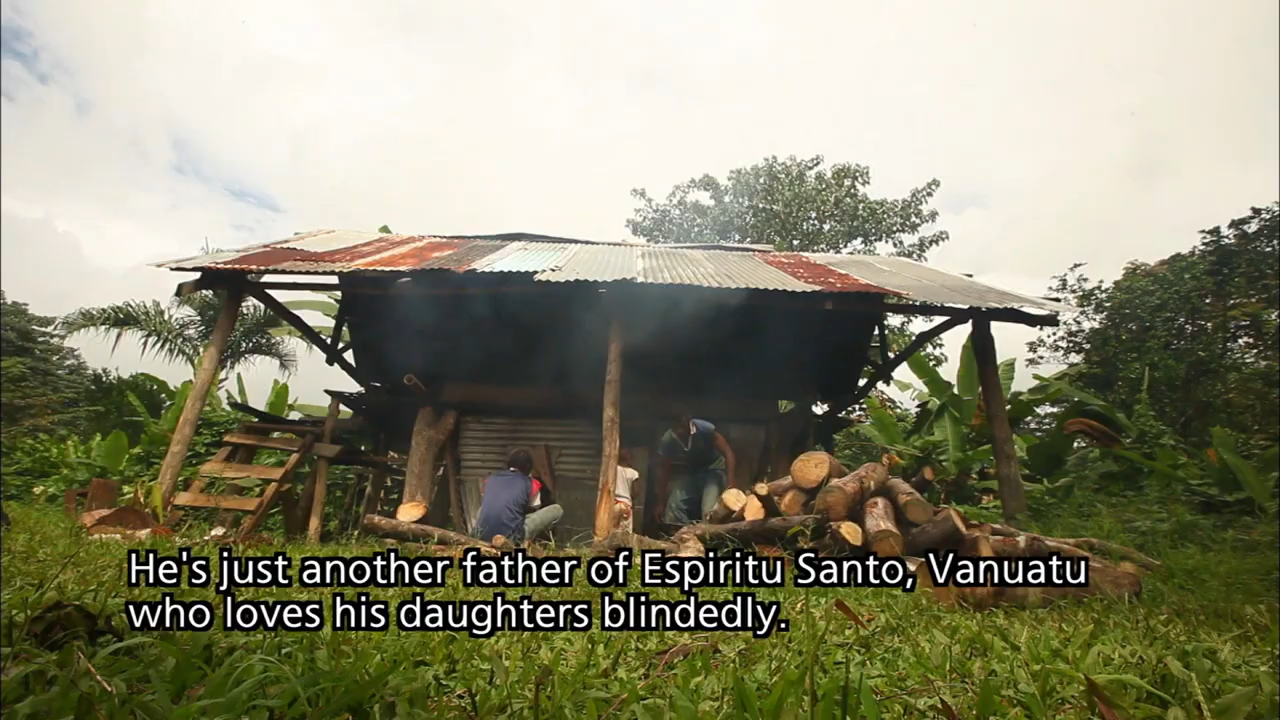 He's just another father of Espiritu Santo, Vanuatu
who loves his daughters blindedly.